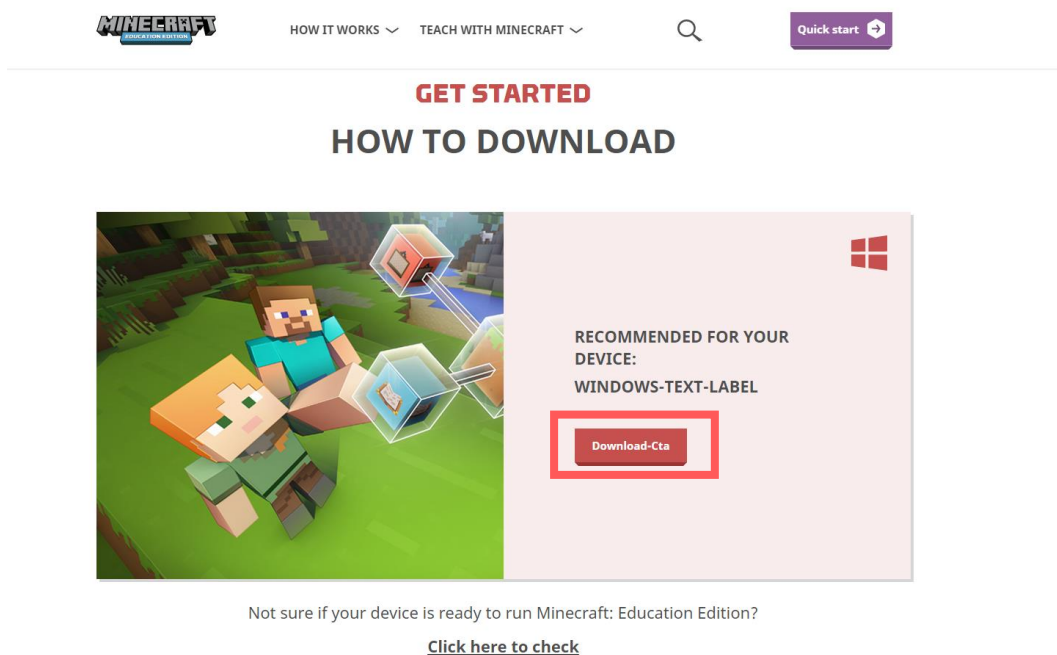 MINECRAFT
EDUCATION EDITION
HOW IT WORKS
TEACH WITH MINECRAFT
Quick start
GET STARTED
HOW TO DOWNLOAD
RECOMMENDED FOR YOUR
DEVICE:
WINDOWS-TEXT-LABEL
Download-Cta
Not sure if your device is ready to run Minecraft: Education Edition?
Click here to check